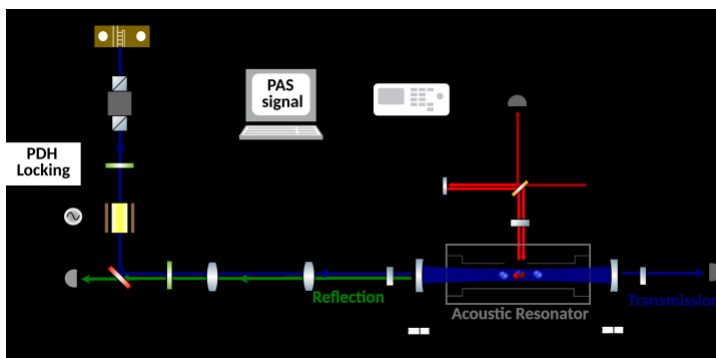 PAS
signal
PDH
Locking
Reflection
Transmission
Acoustic Resonator